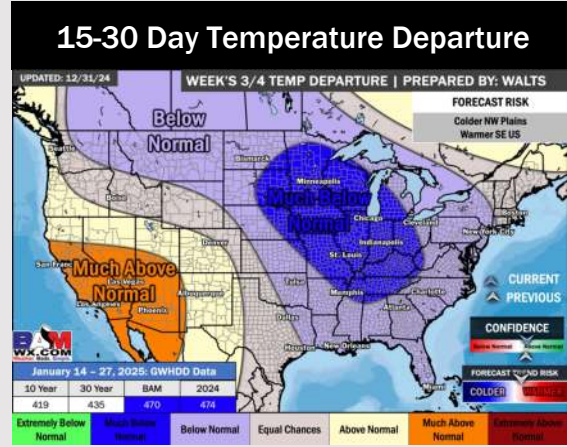 15-30 Day Temperature Departure
UPDATED: 12/31/24
WEEK'S 3/4 TEMP DEPARTURE | PREPARED BY: WALTS
FORECAST RISK
Colder NW Plains
Warmer SE US
Below
Normal
Seattle
Bismarck
Minneapolis
Boise
Much Below
Normal
Chicago
Cleveland
Boston
New York City
Denver
Indianapolis
St. Louis
San Franc
Much Above
Normal
Las Vegas
Los Angeles
Phoenix
Albuquerque
Tulsa
Memphis
Charlotte
Atlanta
Dallas
Houston
New Orleans
Miami
CURRENT
PREVIOUS
CONFIDENCE
Below Normal
Above Normal
FORECAST TREND RISK
COLDER
WARMER
BAM
WX.COM
January 14 – 27, 2025: GWHDD Data
10 Year 30 Year BAM 2024
419 435 470 474
Extremely Below Normal
Much Below Normal
Below Normal
Equal Chances
Above Normal
Much Above Normal
Extremely Above Normal